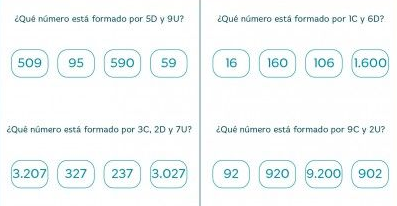 ¿Qué número está formado por 5D y 9U?
509 95 590 59
¿Qué número está formado por 1C y 6D?
16 160 106 1.600
¿Qué número está formado por 3C, 2D y 7U?
3.207 327 237 3.027
¿Qué número está formado por 9C y 2U?
92 920 9.200 902